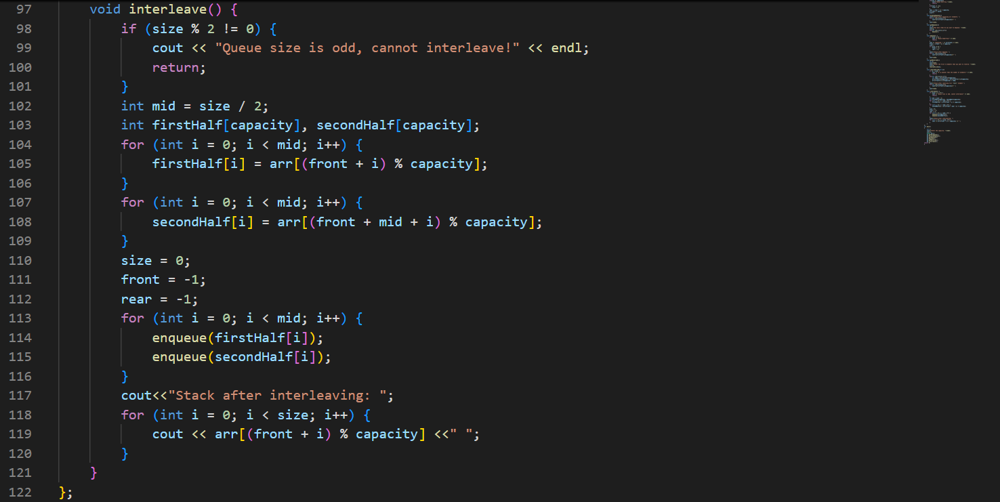 97 void interleave() {
98 if (size % 2 != 0) {
99 cout << "Queue size is odd, cannot interleave!" << endl;
100 return;
101 }
102 int mid = size / 2;
103 int firstHalf[capacity], secondHalf[capacity];
104 for (int i = 0; i < mid; i++) {
105 firstHalf[i] = arr[(front + i) % capacity];
106 }
107 for (int i = 0; i < mid; i++) {
108 secondHalf[i] = arr[(front + mid + i) % capacity];
109 }
110 size = 0;
111 front = -1;
112 rear = -1;
113 for (int i = 0; i < mid; i++) {
114 enqueue(firstHalf[i]);
115 enqueue(secondHalf[i]);
116 }
117 cout<<"Stack after interleaving: ";
118 for (int i = 0; i < size; i++) {
119 cout << arr[(front + i) % capacity] <<" ";
120 }
121 }
122 };